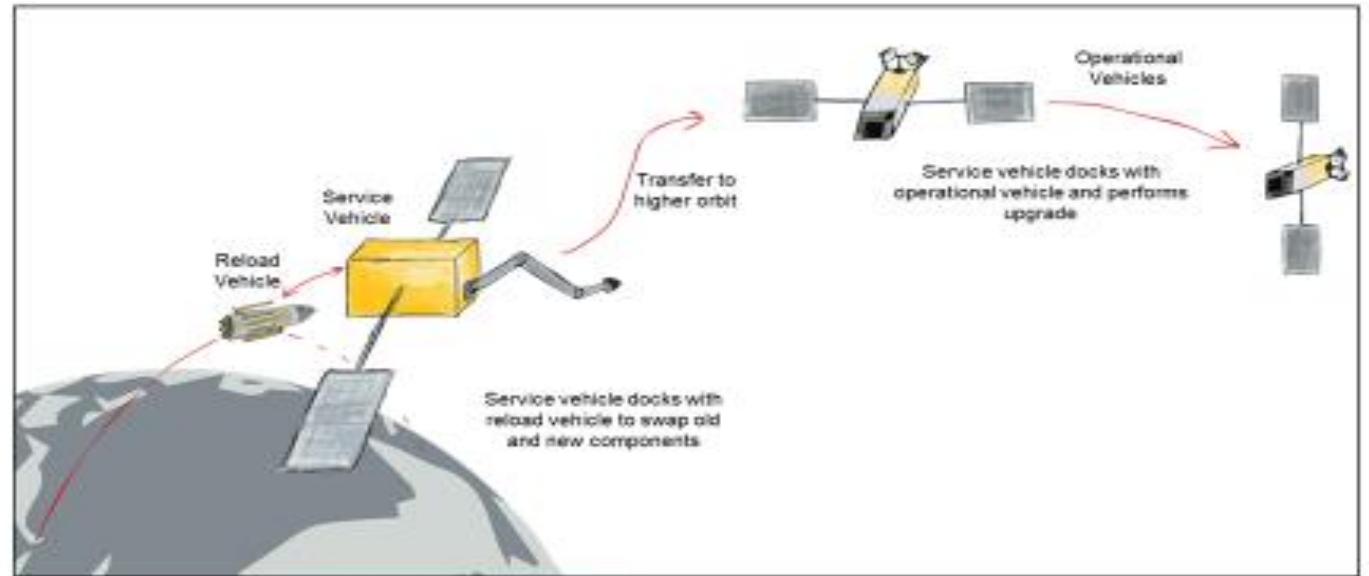 Operational
Vehicles
Service vehicle docks with
operational vehicle and performs
upgrade
Transfer to
higher orbit
Service
Vehicle
Reload
Vehicle
Service vehicle docks with
reload vehicle to swap old
and new components